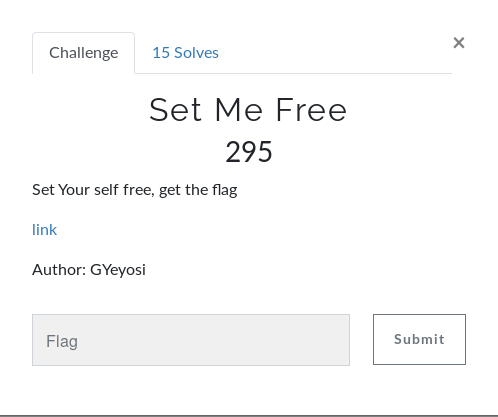 Challenge 15 Solves ×
Set Me Free
295
Set Your self free, get the flag
link
Author: GYeyosi
Flag Submit